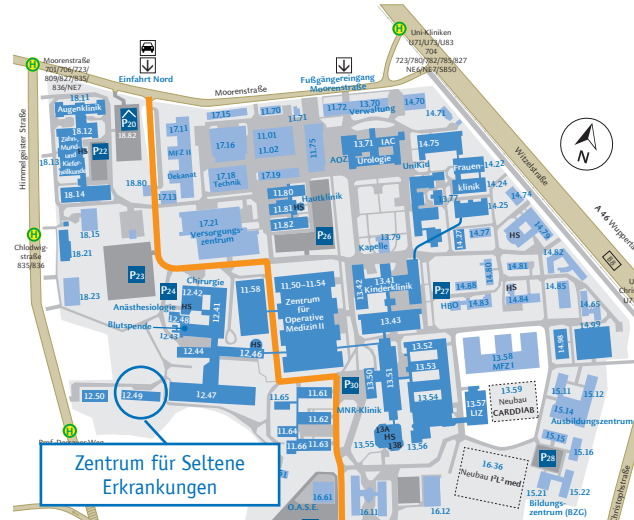 H
Uni-Kliniken
U71/U73/U83
704
723/780/782/785/827
NE6/NE7/SB50
H
Moorenstraße
701/706/723/
809/827/835/
836/NE7
Einfahrt Nord
Fußgängereingang
Moorenstraße
Moorenstraße
Himmelgeister Straße
Witzelstraße
A 46 Wuppertal
B8
N
18.11
Augenklinik
18.12
Zahn-,
Mund-
und
Kiefer-
heilkunde
HS
18.13
18.14
P22
P20
18.82
18.80
17.11
MFZ II
Dekanat
17.13
17.15
17.16
17.18
Technik
17.19
11.70
11.71
11.01
11.02
11.75
11.72
13.70
Verwaltung
14.70
14.71
13.71
IAC
AOZ
Urologie
14.75
UniKid
Frauen-
klinik
14.22
14.24
14.74
14.25
13.77
14.27
14.77
HS
14.79
14.82
11.80
11.81
HS
11.82
Hautklinik
P26
13.79
Kapelle
17.21
Versorgungs-
zentrum
H
Chlodwig-
straße
835/836
18.15
18.21
18.23
P23
P24
Chirurgie
12.42
Anästhesiologie
HS
12.48
Blutspende
12.43
12.41
11.58
12.44
12.46
HS
11.50–11.54
Zentrum
für
Operative
Medizin II
13.42
13.41
Kinderklinik
13.43
P27
HBO
14.88
14.801
14.81
14.83
HS
14.84
14.85
14.65
14.99
14.98
12.50
12.49
12.47
11.65
11.61
11.62
11.64
11.66
11.63
P30
13.50
13.51
MNR-Klinik
13.52
13.53
13.54
13A
HS
13B
13.55
13.56
13.57
LIZ
13.58
MFZ I
13.59
Neubau
CARDDIAB
15.11
15.12
15.14
Ausbildungszentrum
15.15
15.16
P28
15.21
15.22
Bildungs-
zentrum (BZG)
16.36
Neubau I³L² med
H
Zentrum für Seltene
Erkrankungen
16.61
O.A.S.E.
16.11
16.12